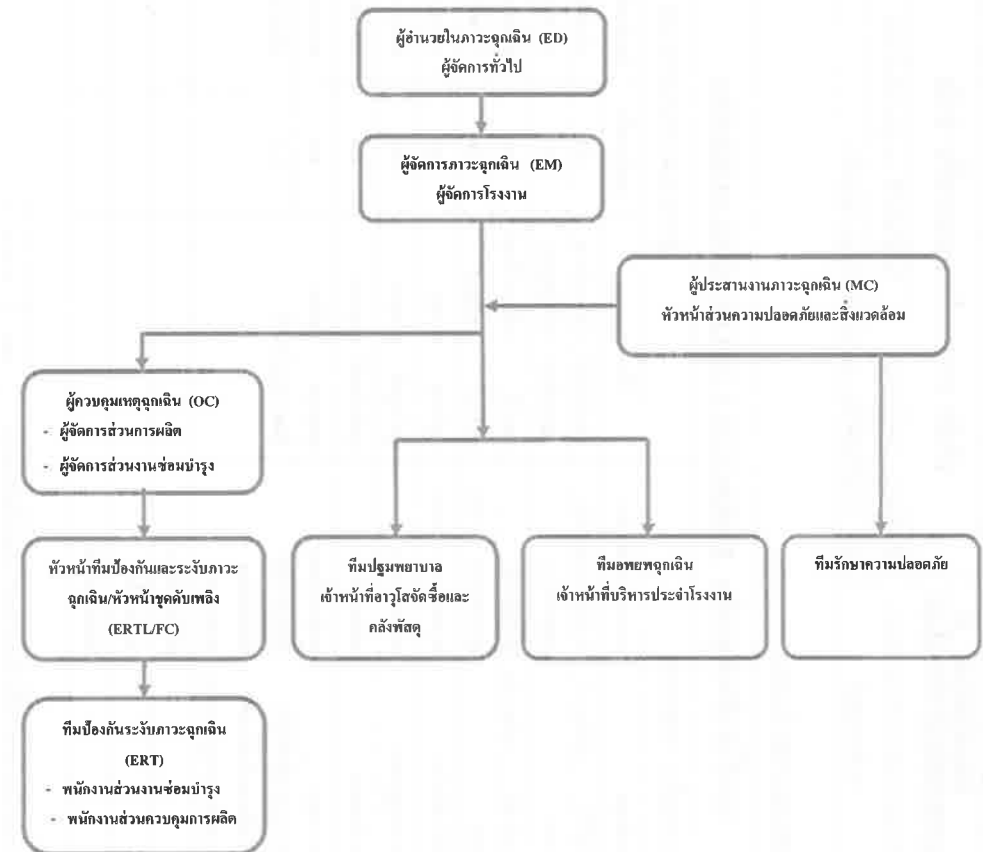 ผู้อำนวยในภาวะฉุกเฉิน (ED)
ผู้จัดการทั่วไป
ผู้จัดการภาวะฉุกเฉิน (EM)
ผู้จัดการโรงงาน
ผู้ประสานงานภาวะฉุกเฉิน (MC)
หัวหน้าส่วนความปลอดภัยและสิ่งแวดล้อม
ผู้ควบคุมเหตุฉุกเฉิน (OC)
- ผู้จัดการส่วนการผลิต
- ผู้จัดการส่วนงานซ่อมบำรุง
หัวหน้าทีมป้องกันและระงับภาวะ
ฉุกเฉิน/หัวหน้าชุดดับเพลิง
(ERTL/FC)
ทีมปฐมพยาบาล
เจ้าหน้าที่อาวุโสจัดซื้อและ
คลังพัสดุ
ทีมอพยพฉุกเฉิน
เจ้าหน้าที่บริหารประจำโรงงาน
ทีมรักษาความปลอดภัย
ทีมป้องกันระงับภาวะฉุกเฉิน
(ERT)
- พนักงานส่วนงานซ่อมบำรุง
- พนักงานส่วนควบคุมการผลิต